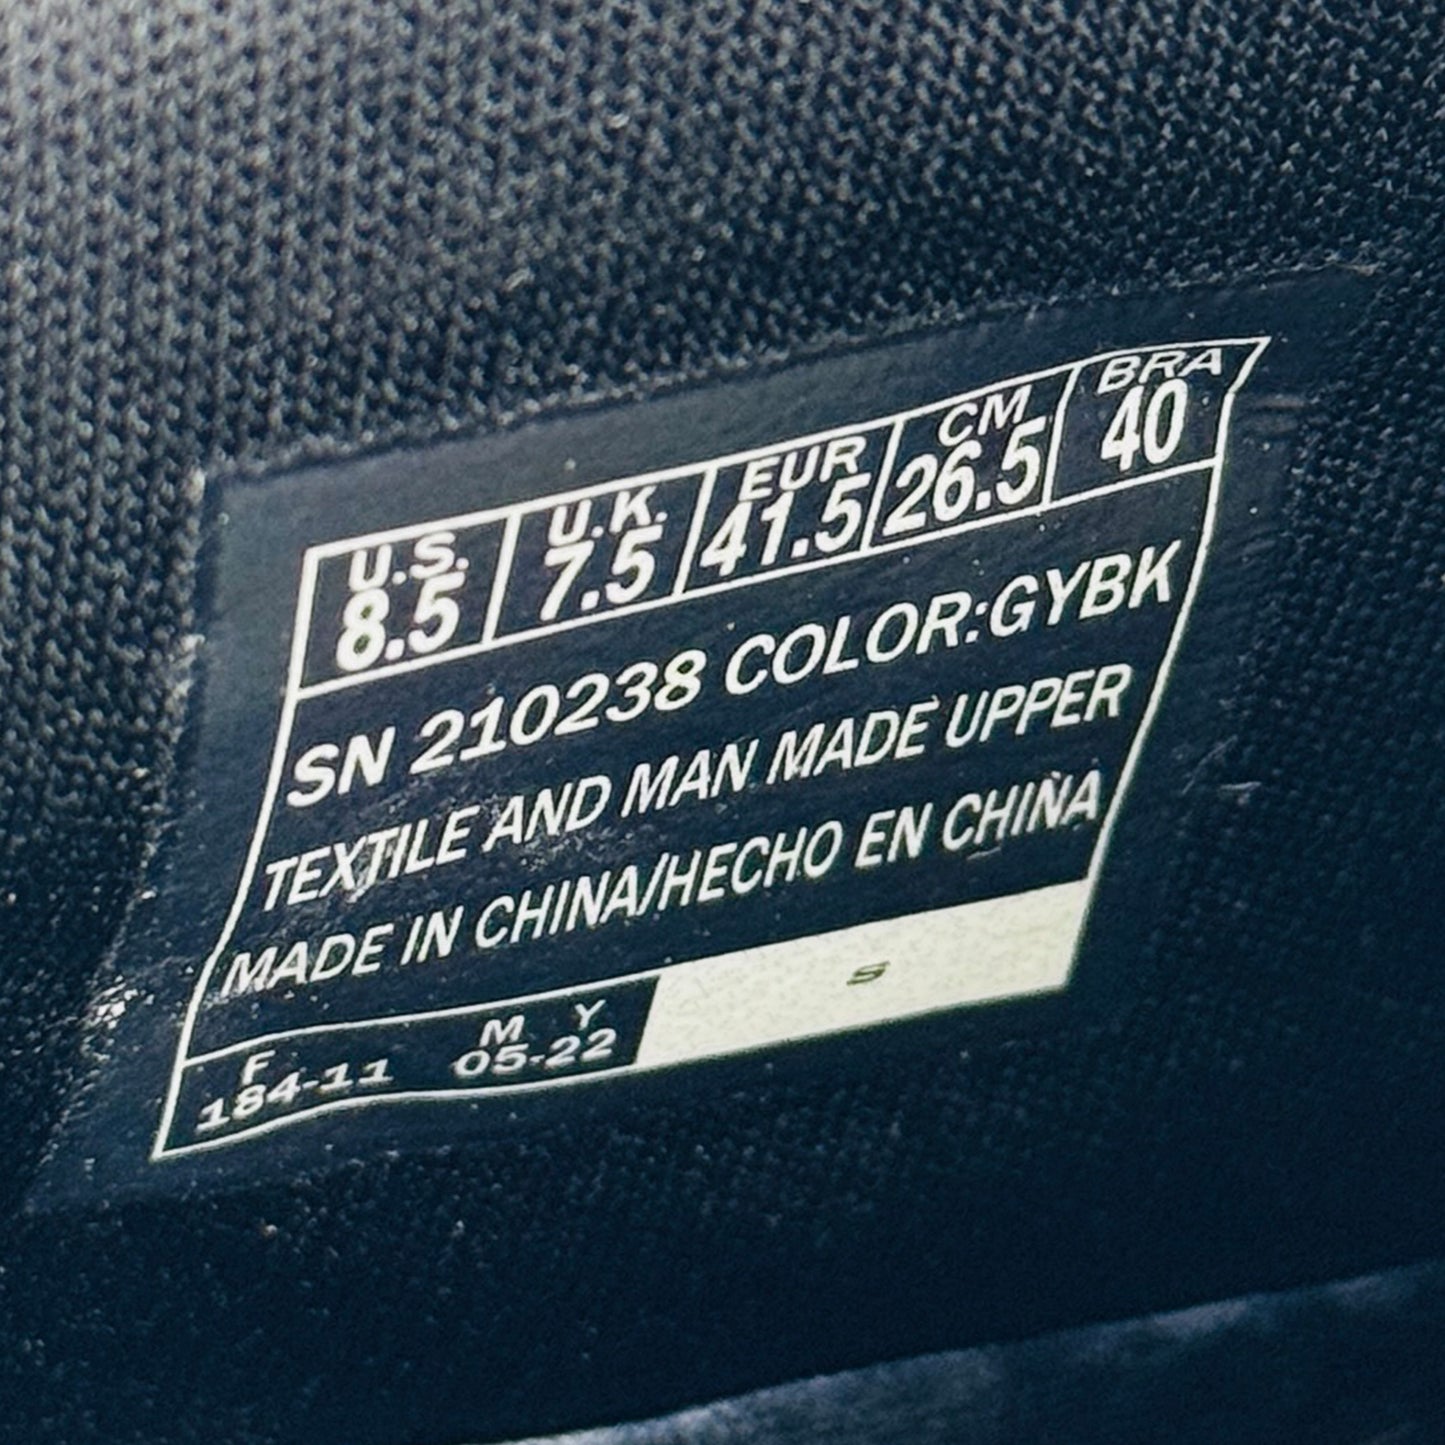 U.S. U.K. EUR CM BRA
8.5 7.5 41.5 26.5 40
SN 210238 COLOR:GYBK
TEXTILE AND MAN MADE UPPER
MADE IN CHINA/HECHO EN CHINA
F M Y
184-11 05-22
S